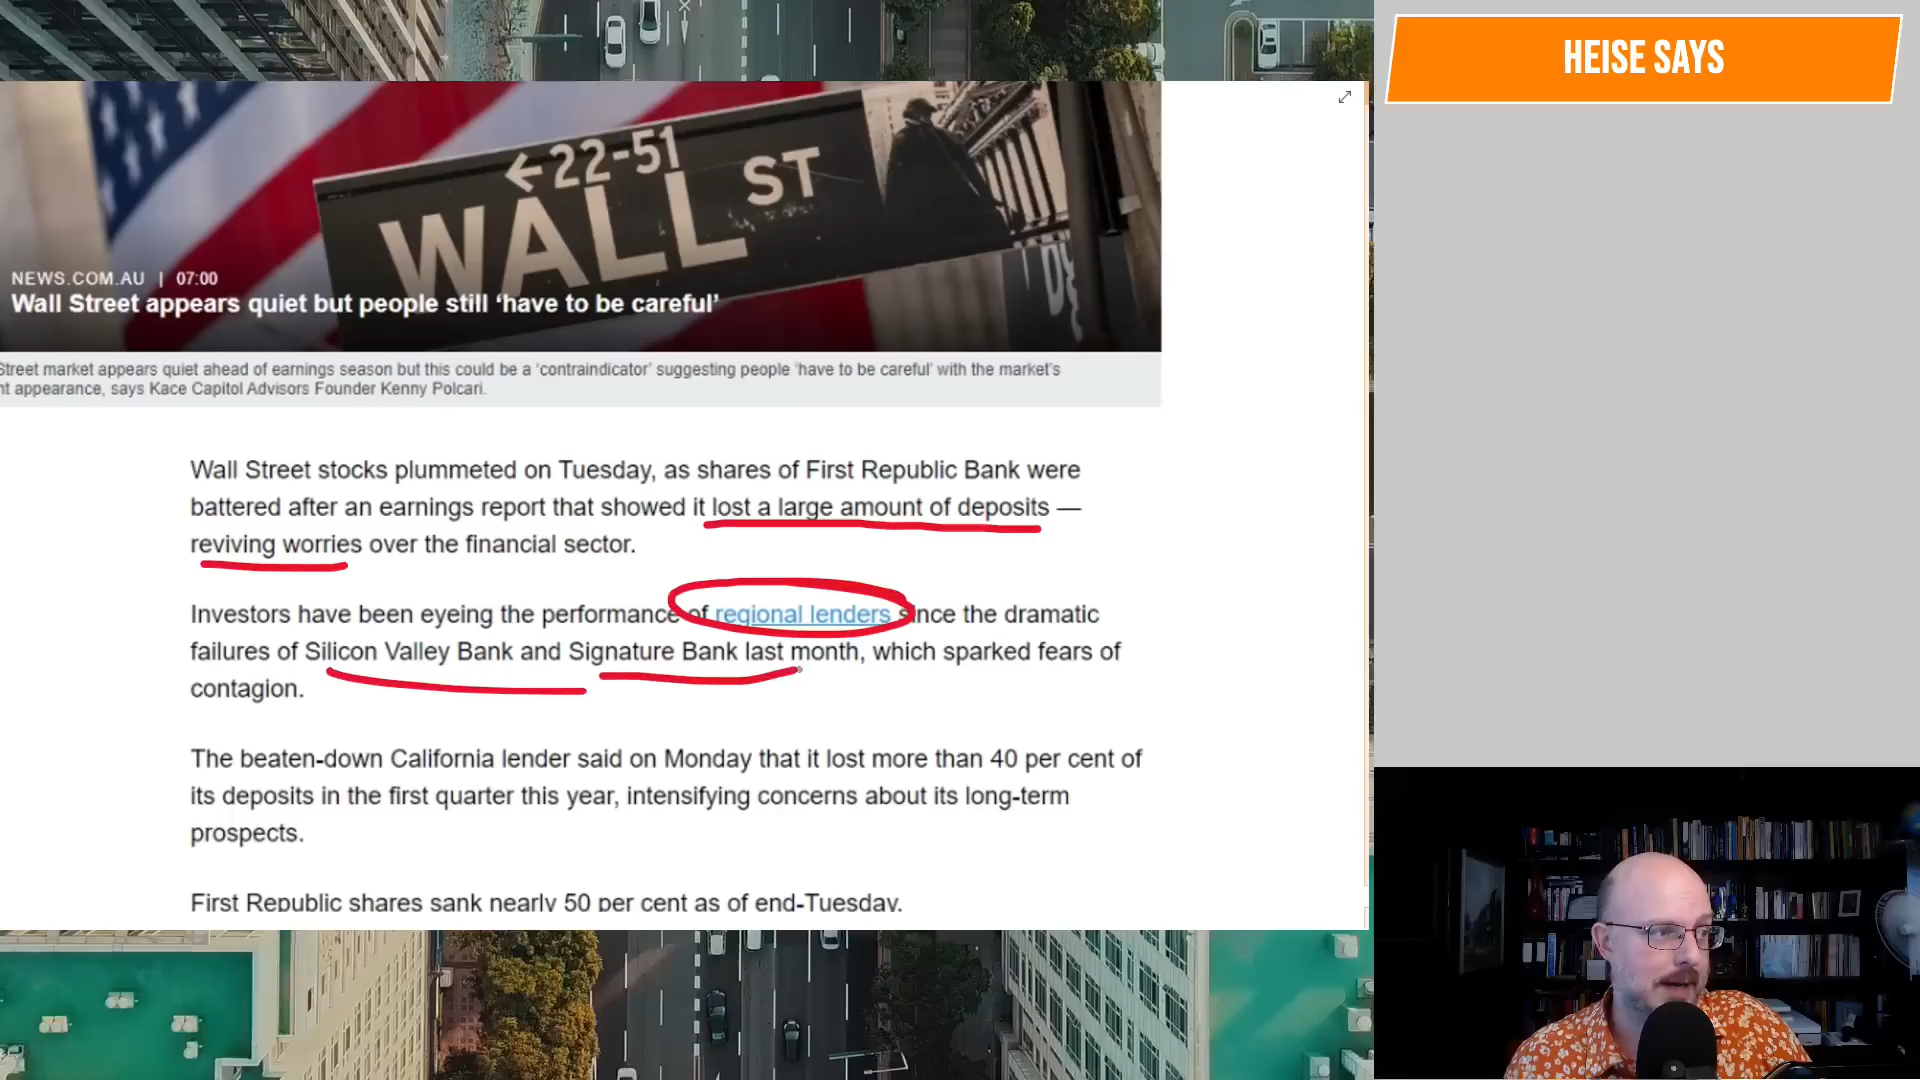 HEISE SAYS
←22-51
WALL ST
NEWS.COM.AU | 07:00
Wall Street appears quiet but people still ‘have to be careful’
Street market appears quiet ahead of earnings season but this could be a ‘contraindicator’ suggesting people ‘have to be careful’ with the market’s
appearance, says Kace Capitol Advisors Founder Kenny Polcari.
Wall Street stocks plummeted on Tuesday, as shares of First Republic Bank were
battered after an earnings report that showed it lost a large amount of deposits —
reviving worries over the financial sector.
Investors have been eyeing the performance of regional lenders since the dramatic
failures of Silicon Valley Bank and Signature Bank last month, which sparked fears of
contagion.
The beaten-down California lender said on Monday that it lost more than 40 per cent of
its deposits in the first quarter this year, intensifying concerns about its long-term
prospects.
First Republic shares sank nearly 50 per cent as of end-Tuesday.